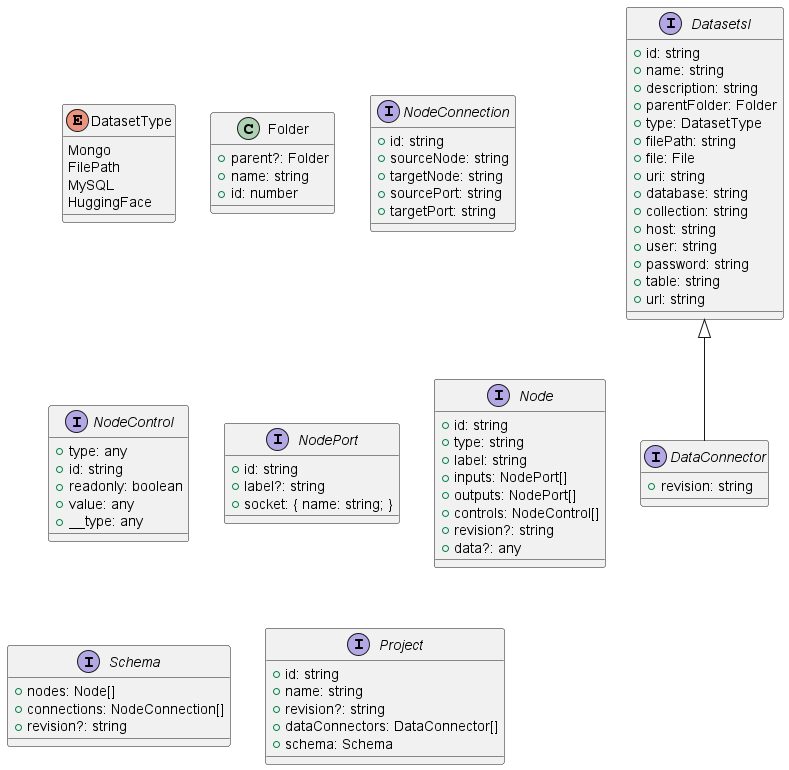 E DatasetType
Mongo
FilePath
MySQL
HuggingFace
C Folder
parent?: Folder
name: string
id: number
I NodeConnection
id: string
sourceNode: string
targetNode: string
sourcePort: string
targetPort: string
I DatasetsI
id: string
name: string
description: string
parentFolder: Folder
type: DatasetType
filePath: string
file: File
uri: string
database: string
collection: string
host: string
user: string
password: string
table: string
url: string
I NodeControl
type: any
id: string
readonly: boolean
value: any
__type: any
I NodePort
id: string
label?: string
socket: { name: string; }
I Node
id: string
type: string
label: string
inputs: NodePort[]
outputs: NodePort[]
controls: NodeControl[]
revision?: string
data?: any
I DataConnector
revision: string
I Schema
nodes: Node[]
connections: NodeConnection[]
revision?: string
I Project
id: string
name: string
revision?: string
dataConnectors: DataConnector[]
schema: Schema